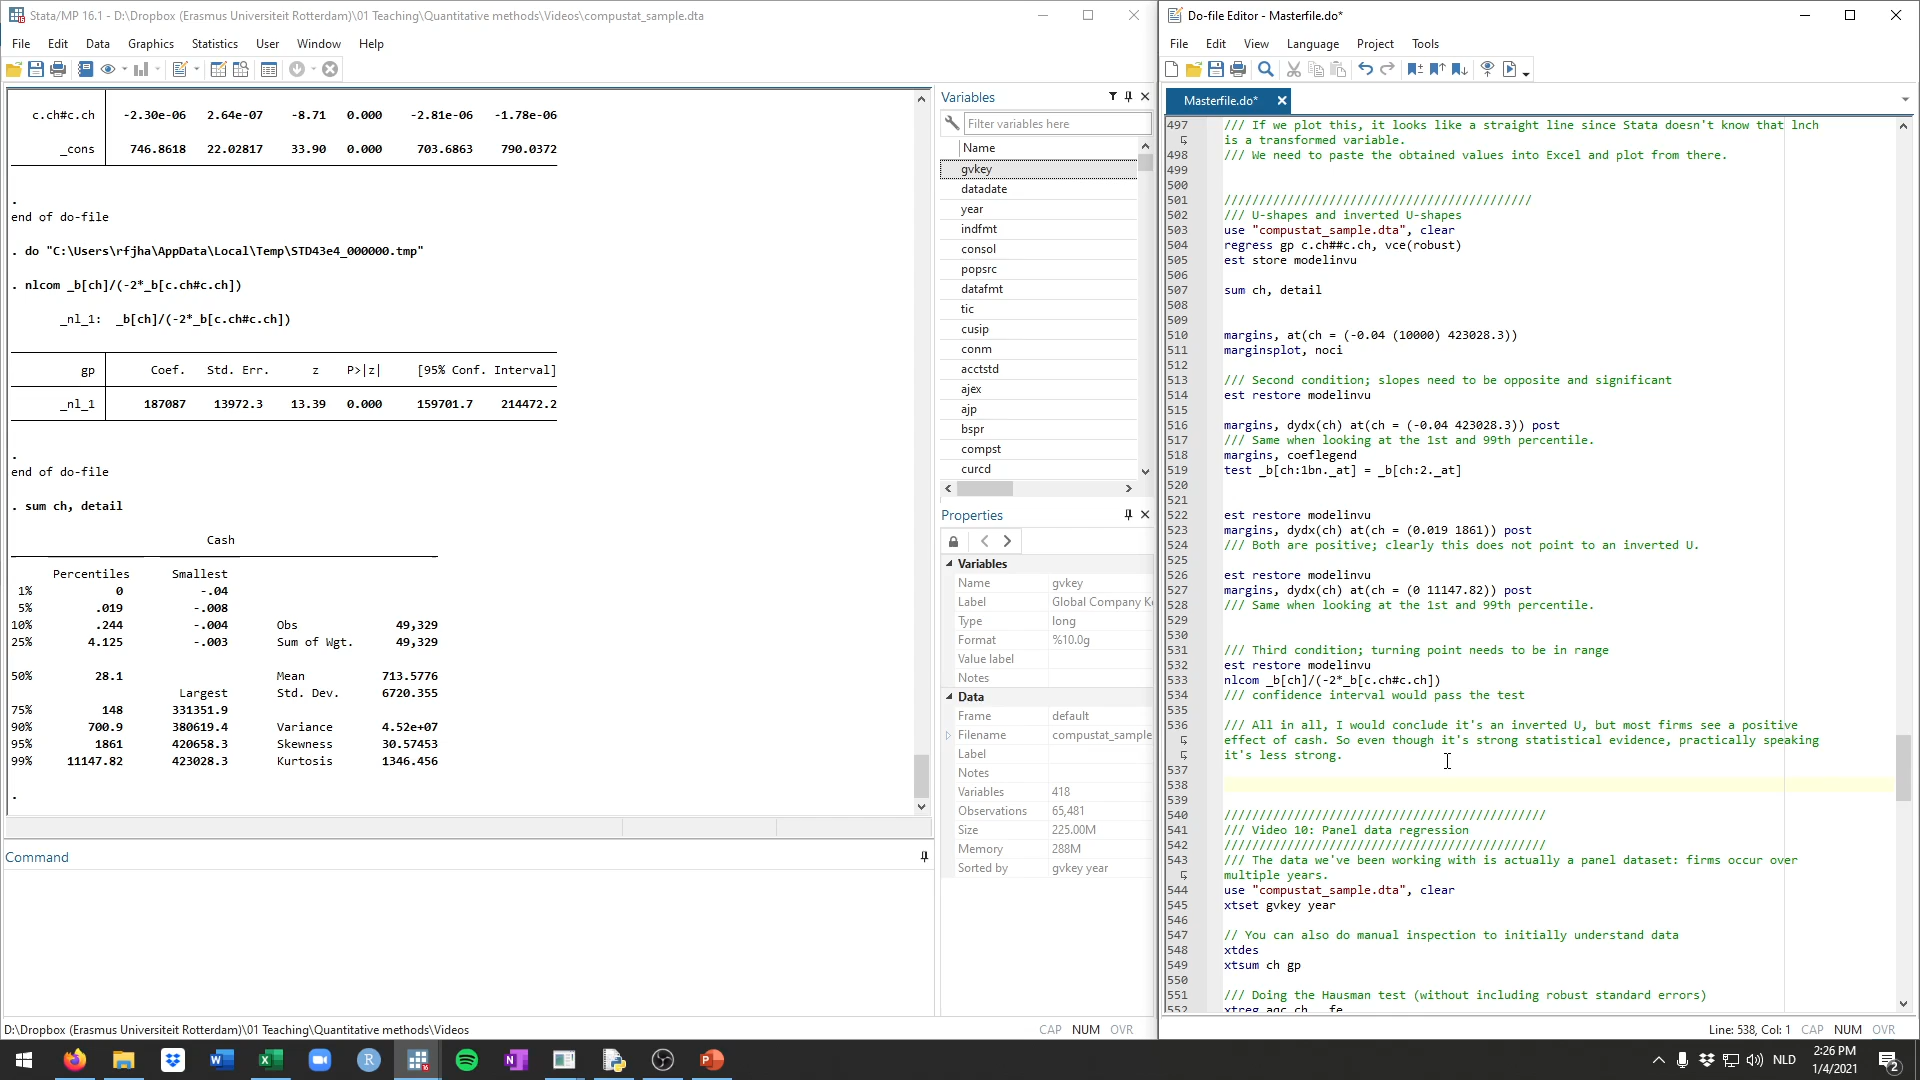 Stata/MP 16.1 - D:\Dropbox (Erasmus Universiteit Rotterdam)\01 Teaching\Quantitative methods\Videos\compustat_sample.dta
File Edit Data Graphics Statistics User Window Help
c.ch#c.ch -2.30e-06 2.64e-07 -8.71 0.000 -2.81e-06 -1.78e-06
_cons 746.8618 22.02817 33.90 0.000 703.6863 790.0372
.
end of do-file
. do "C:\Users\rfjha\AppData\Local\Temp\STD43e4_000000.tmp"
. nlcom _b[ch]/(-2*_b[c.ch#c.ch])
_nl_1: _b[ch]/(-2*_b[c.ch#c.ch])
gp Coef. Std. Err. z P>|z| [95% Conf. Interval]
_nl_1 187087 13972.3 13.39 0.000 159701.7 214472.2
.
end of do-file
. sum ch, detail
Cash
Percentiles Smallest
1% 0 -.04
5% .019 -.008
10% .244 -.004 Obs 49,329
25% 4.125 -.003 Sum of Wgt. 49,329
50% 28.1 Mean 713.5776
Largest Std. Dev. 6720.355
75% 148 331351.9
90% 700.9 380619.4 Variance 4.52e+07
95% 1861 420658.3 Skewness 30.57453
99% 11147.82 423028.3 Kurtosis 1346.456
.
Command
D:\Dropbox (Erasmus Universiteit Rotterdam)\01 Teaching\Quantitative methods\Videos
CAP NUM OVR
Variables
Filter variables here
Name
gvkey
datadate
year
indfmt
consol
popsrc
datafmt
tic
cusip
conm
acctstd
ajex
ajp
bspr
compst
curcd
Properties
Variables
Name gvkey
Label Global Company K
Type long
Format %10.0g
Value label
Notes
Data
Frame default
Filename compustat_sample
Label
Notes
Variables 418
Observations 65,481
Size 225.00M
Memory 288M
Sorted by gvkey year
Do-file Editor - Masterfile.do*
File Edit View Language Project Tools
Masterfile.do*
497 /// If we plot this, it looks like a straight line since Stata doesn't know that lnch
is a transformed variable.
498 /// We need to paste the obtained values into Excel and plot from there.
499
500
501 ////////////////////////////////////////////
502 /// U-shapes and inverted U-shapes
503 use "compustat_sample.dta", clear
504 regress gp c.ch##c.ch, vce(robust)
505 est store modelinvu
506
507 sum ch, detail
508
509
510 margins, at(ch = (-0.04 (10000) 423028.3))
511 marginsplot, noci
512
513 /// Second condition; slopes need to be opposite and significant
514 est restore modelinvu
515
516 margins, dydx(ch) at(ch = (-0.04 423028.3)) post
517 /// Same when looking at the 1st and 99th percentile.
518 margins, coeflegend
519 test _b[ch:1bn._at] = _b[ch:2._at]
520
521
522 est restore modelinvu
523 margins, dydx(ch) at(ch = (0.019 1861)) post
524 /// Both are positive; clearly this does not point to an inverted U.
525
526 est restore modelinvu
527 margins, dydx(ch) at(ch = (0 11147.82)) post
528 /// Same when looking at the 1st and 99th percentile.
529
530
531 /// Third condition; turning point needs to be in range
532 est restore modelinvu
533 nlcom _b[ch]/(-2*_b[c.ch#c.ch])
534 /// confidence interval would pass the test
535
536 /// All in all, I would conclude it's an inverted U, but most firms see a positive
effect of cash. So even though it's strong statistical evidence, practically speaking
it's less strong.
537
538
539
540 //////////////////////////////////////////////
541 /// Video 10: Panel data regression
542 //////////////////////////////////////////////
543 /// The data we've been working with is actually a panel dataset: firms occur over
multiple years.
544 use "compustat_sample.dta", clear
545 xtset gvkey year
546
547 // You can also do manual inspection to initially understand data
548 xtdes
549 xtsum ch gp
550
551 /// Doing the Hausman test (without including robust standard errors)
552 xtreg aqc ch , fe
Line: 538, Col: 1 CAP NUM OVR
NLD
2:26 PM
1/4/2021
2